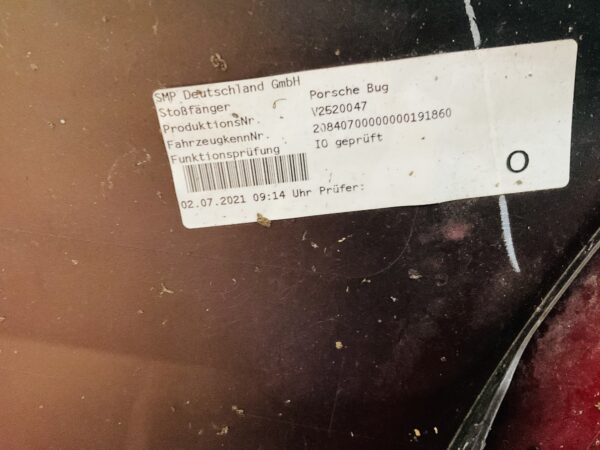 SMP Deutschland GmbH
Stoßfänger Porsche Bug
ProduktionsNr. V2520047
FahrzeugkennNr. 20840700000000191860
Funktionsprüfung IO geprüft
02.07.2021 09:14 Uhr Prüfer:
O